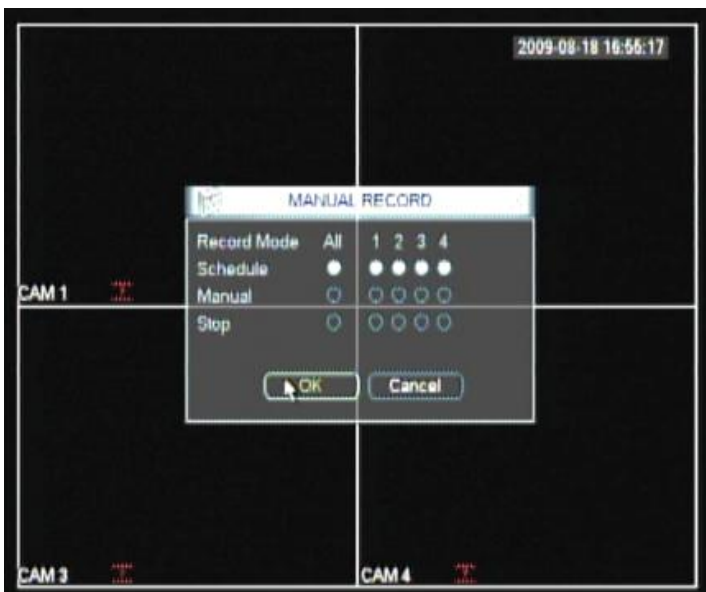 2009-08-18 16:56:17
MANUAL RECORD
Record Mode All 1 2 3 4
Schedule
CAM 1
Manual
Stop
OK Cancel
CAM 3
CAM 4